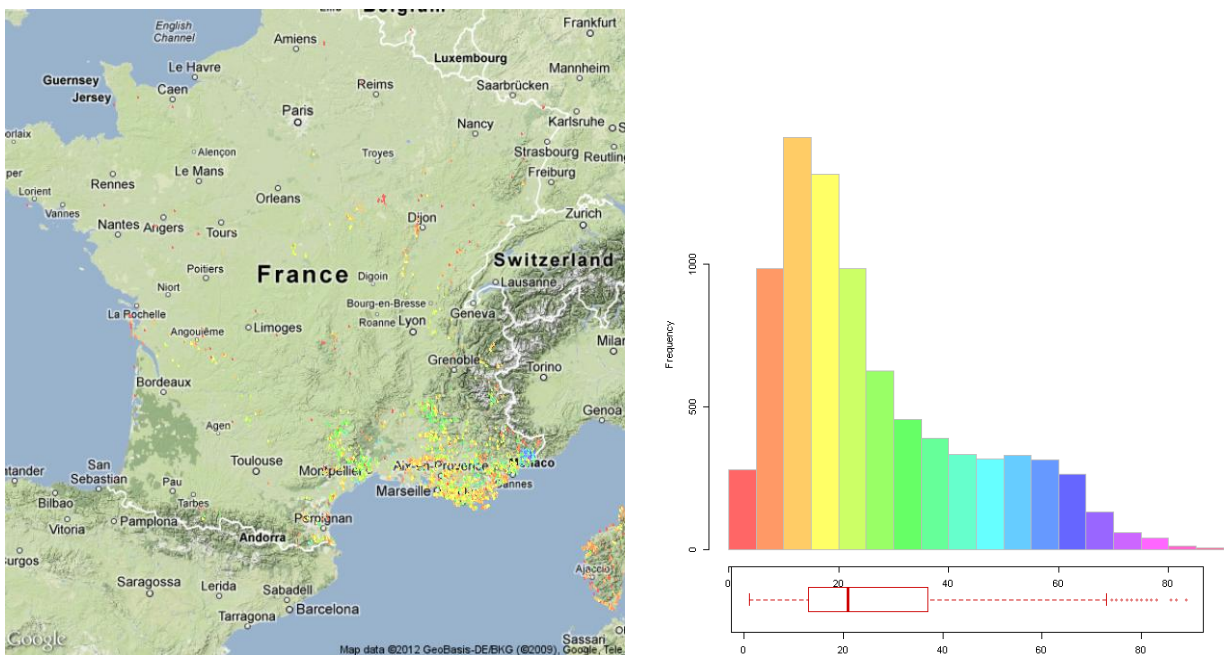 Belgium
English
Channel
Amiens
Frankfurt
Le Havre
Luxembourg
Guernsey
Jersey
Caen
Reims
Saarbrücken
Mannheim
Paris
Karlsruhe
Nancy
Alençon
Troyes
Strasbourg
Reutling
Rennes
Le Mans
Freiburg
Lorient
Vannes
Orleans
Nantes
Angers
Tours
Dijon
Zurich
Poitiers
France
Digoin
Switzerland
Niort
Lausanne
La Rochelle
Bourg-en-Bresse
Geneva
Angoulême
Limoges
Roanne
Lyon
Milan
Grenoble
Torino
Bordeaux
Genoa
Agen
San
Sebastian
Toulouse
Montpellier
Aix-en-Provence
Monaco
Marseille
Cannes
Bilbao
Pau
Tarbes
Vitoria
Pamplona
Perpignan
Andorra
Burgos
Ajaccio
Saragossa
Lerida
Sabadell
Barcelona
Tarragona
Sassari
Google
Map data ©2012 GeoBasis-DE/BKG (©2009), Google, Tele
Frequency
1000
500
0
0 20 40 60 80
0 20 40 60 80